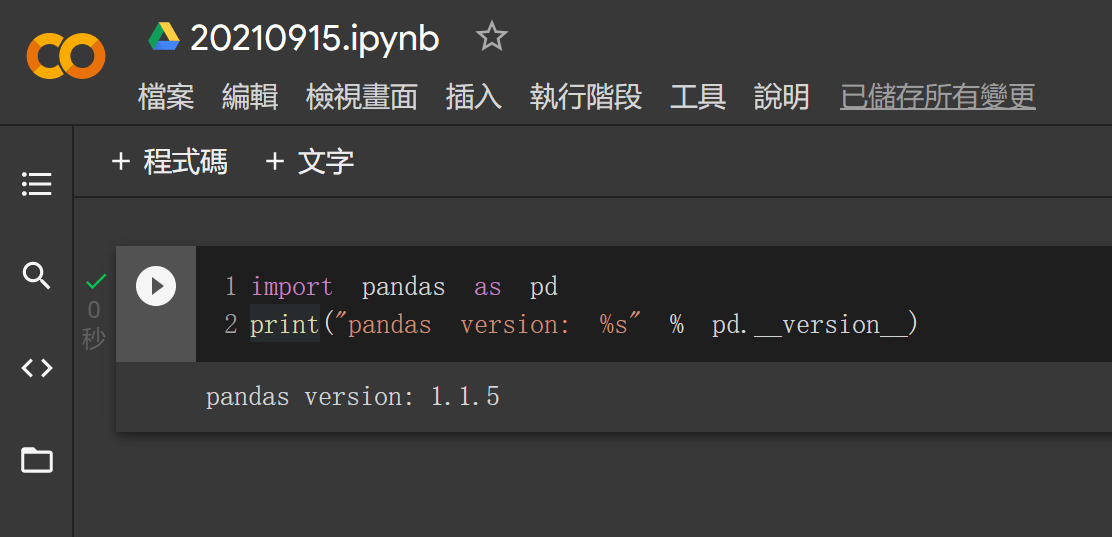 20210915.ipynb
檔案 編輯 檢視畫面 插入 執行階段 工具 說明 已儲存所有變更
+ 程式碼 + 文字
1 import pandas as pd
2 print("pandas version: %s" % pd.__version__)
0
秒
pandas version: 1.1.5